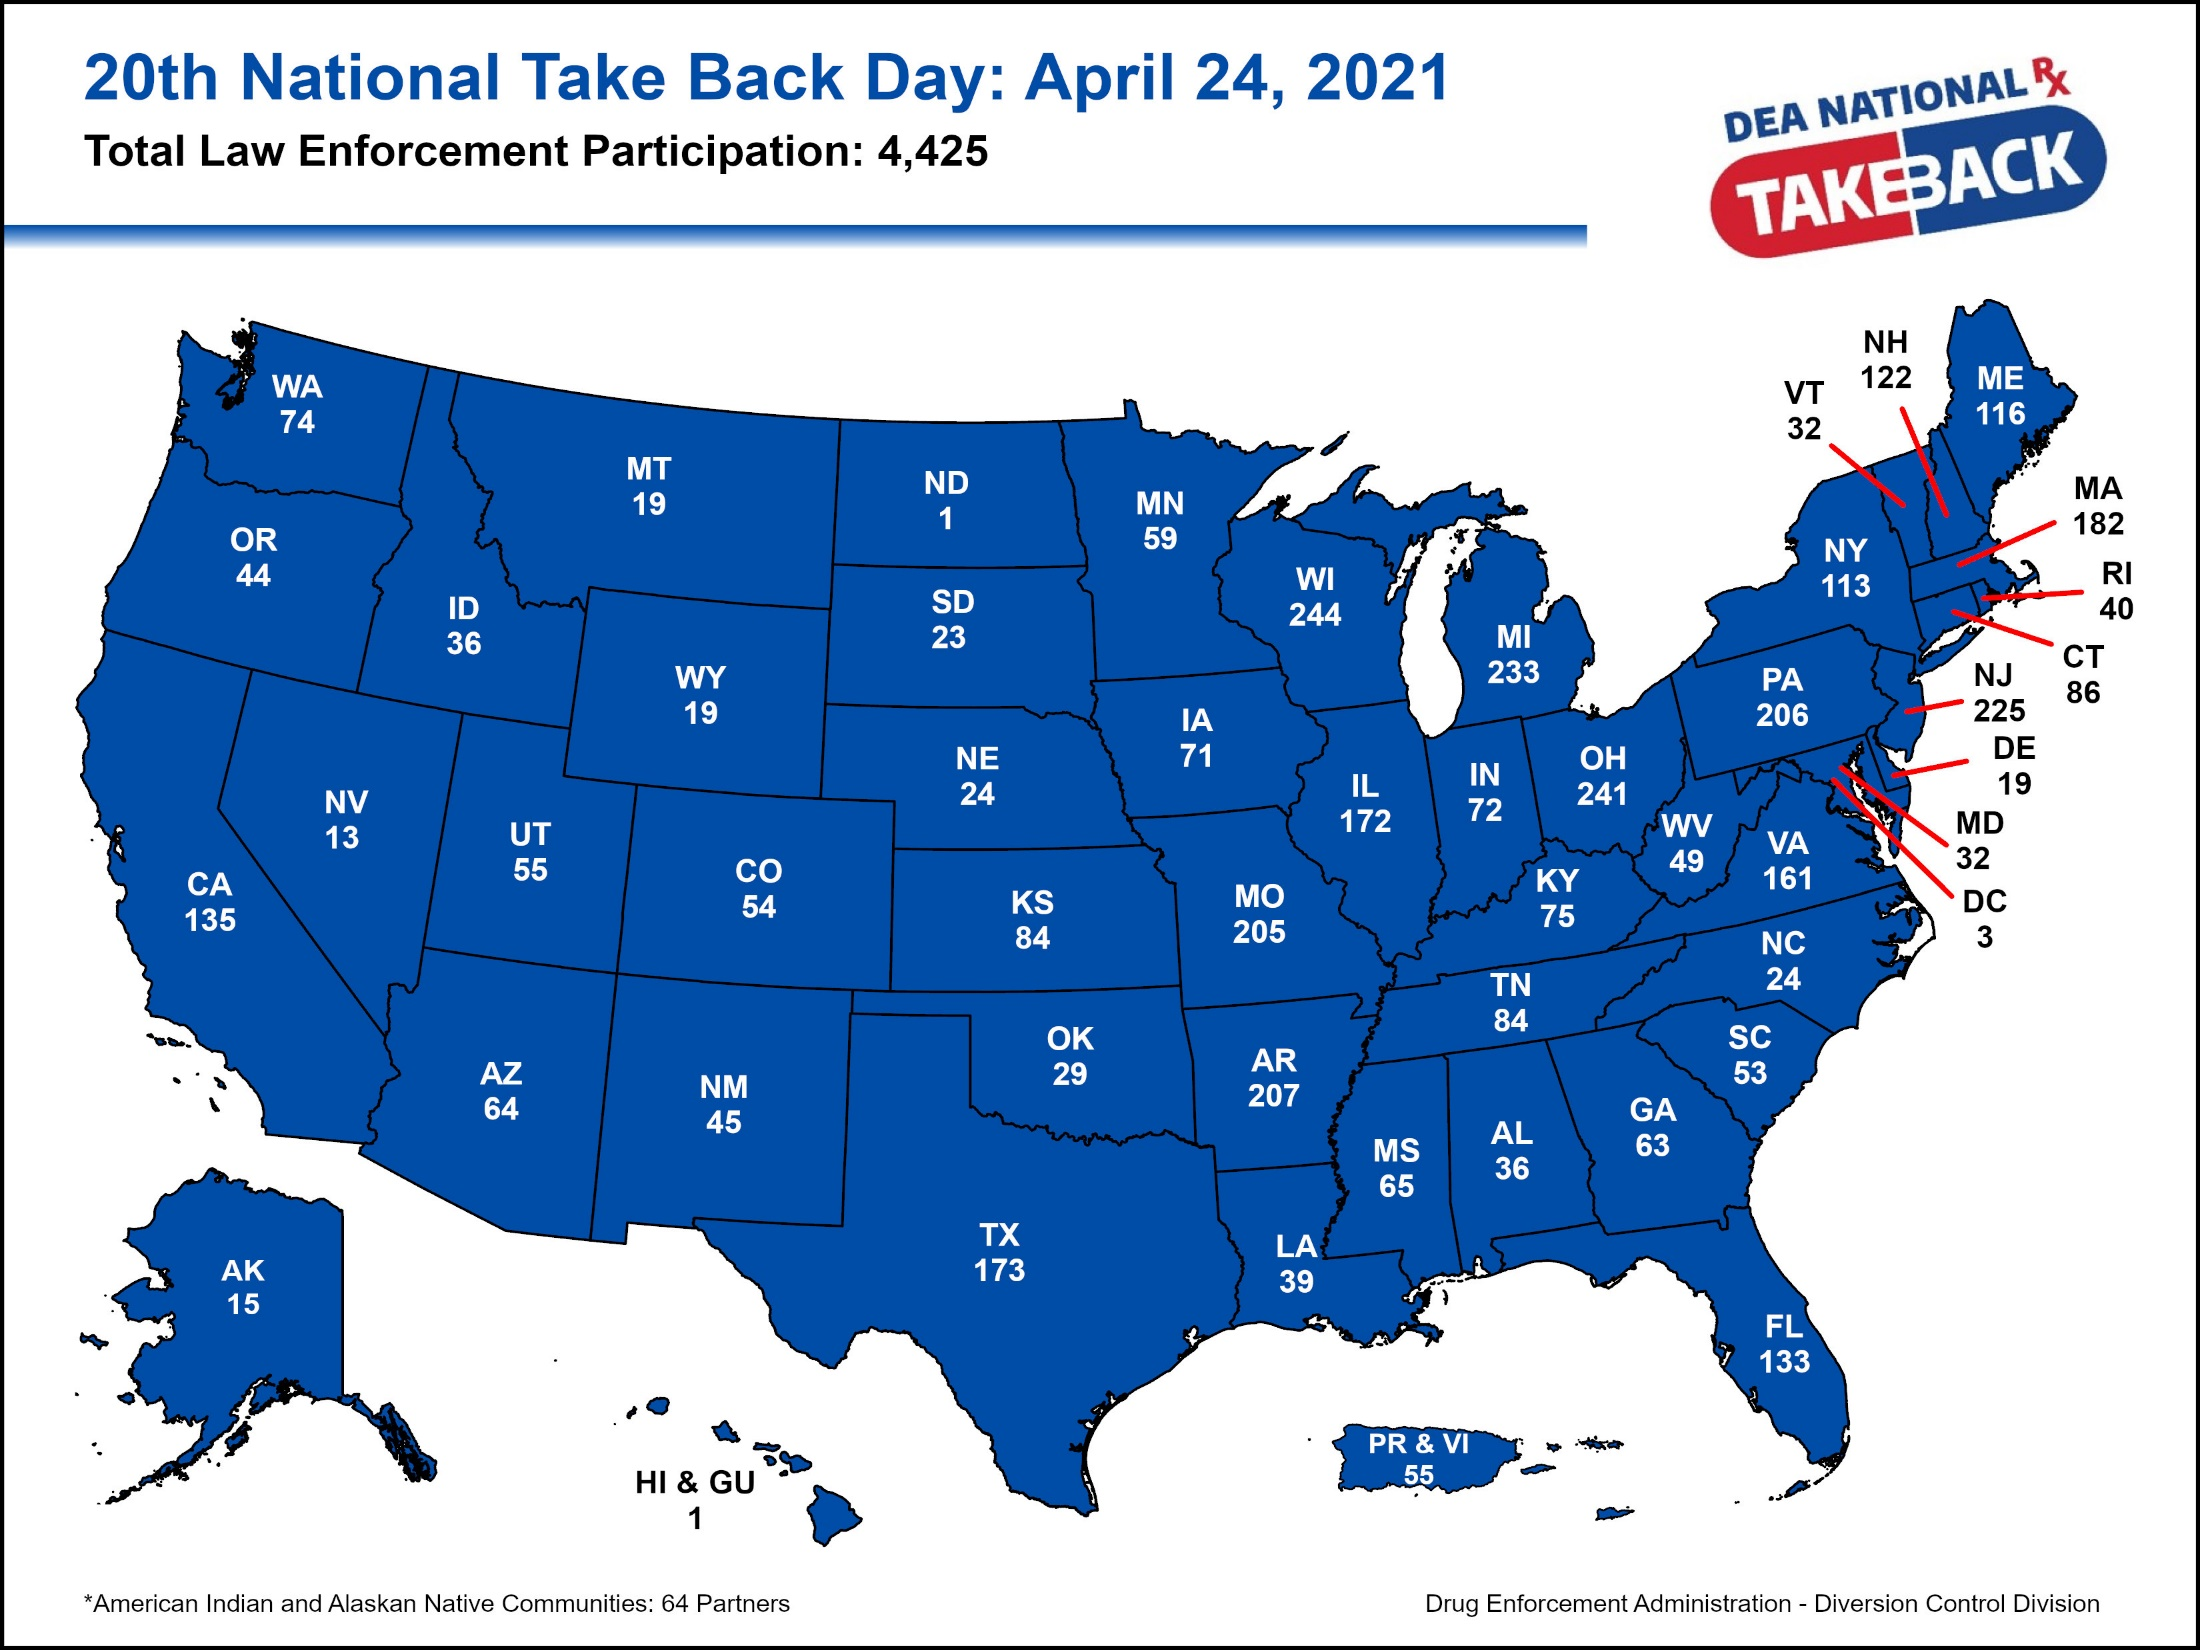 20th National Take Back Day: April 24, 2021
Total Law Enforcement Participation: 4,425
DEA NATIONAL Rx
TAKEBACK
WA
74
OR
44
CA
135
NV
13
ID
36
MT
19
WY
19
UT
55
CO
54
AZ
64
NM
45
ND
1
SD
23
NE
24
KS
84
OK
29
TX
173
MN
59
IA
71
MO
205
AR
207
LA
39
WI
244
IL
172
MI
233
IN
72
OH
241
KY
75
TN
84
MS
65
AL
36
GA
63
FL
133
SC
53
NC
24
VA
161
WV
49
PA
206
NY
113
VT
32
NH
122
ME
116
MA
182
RI
40
CT
86
NJ
225
DE
19
MD
32
DC
3
AK
15
HI & GU
1
PR & VI
55
*American Indian and Alaskan Native Communities: 64 Partners
Drug Enforcement Administration - Diversion Control Division